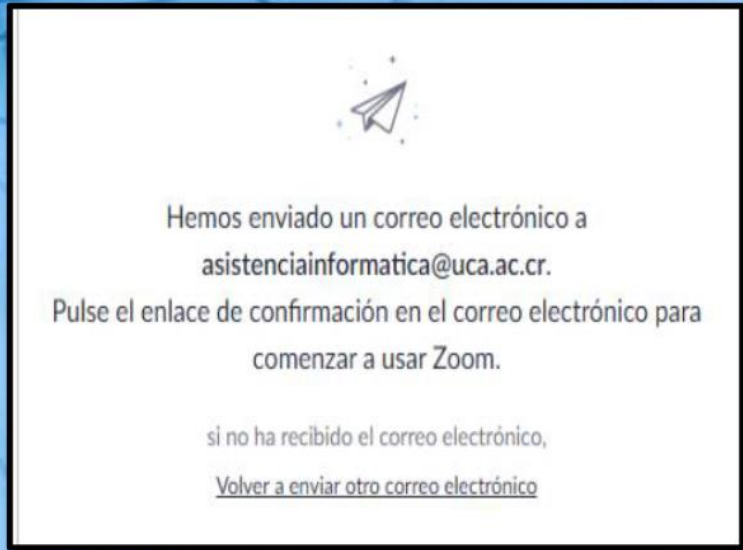 Hemos enviado un correo electrónico a
asistenciainformatica@uca.ac.cr.
Pulse el enlace de confirmación en el correo electrónico para
comenzar a usar Zoom.
si no ha recibido el correo electrónico,
Volver a enviar otro correo electrónico